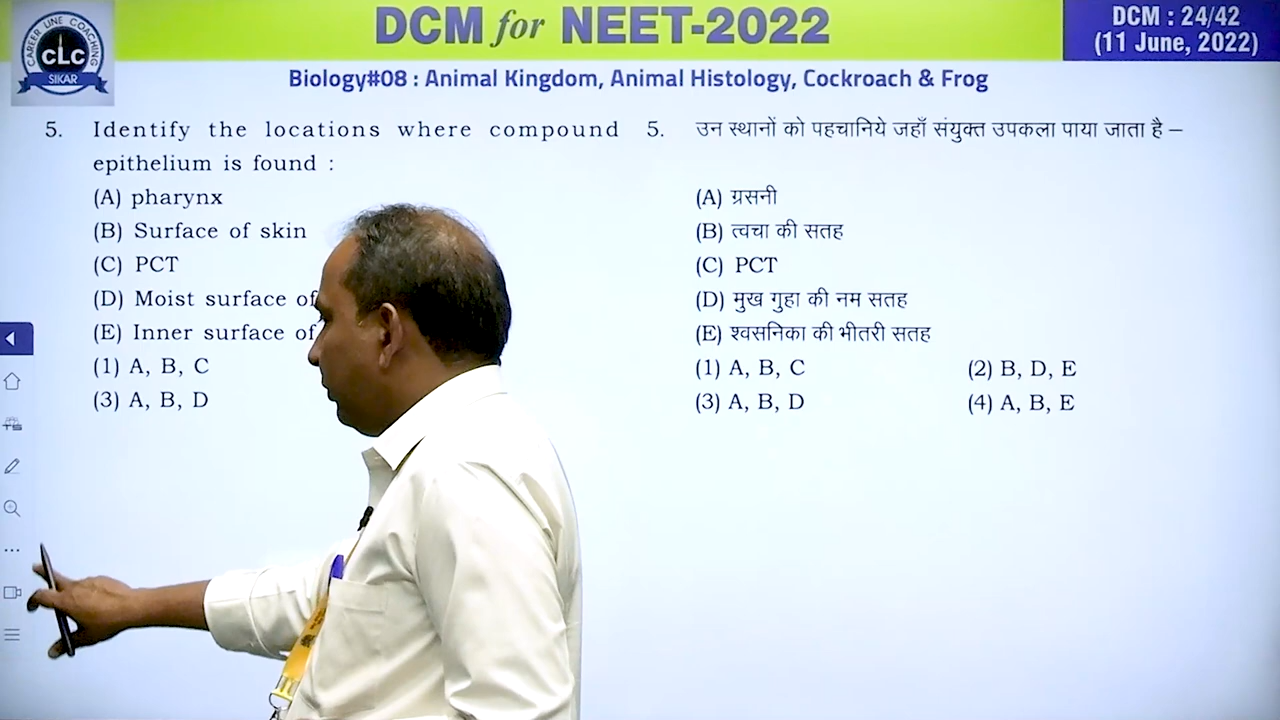 DCM for NEET-2022
DCM : 24/42
(11 June, 2022)
CAREER LINE COACHING
CLC
SIKAR
Biology#08 : Animal Kingdom, Animal Histology, Cockroach & Frog
5. Identify the locations where compound
epithelium is found :
(A) pharynx
(B) Surface of skin
(C) PCT
(D) Moist surface of
(E) Inner surface of
(1) A, B, C
(3) A, B, D
5. उन स्थानों को पहचानिये जहाँ संयुक्त उपकला पाया जाता है –
(A) ग्रसनी
(B) त्वचा की सतह
(C) PCT
(D) मुख गुहा की नम सतह
(E) श्वसनिका की भीतरी सतह
(1) A, B, C (2) B, D, E
(3) A, B, D (4) A, B, E